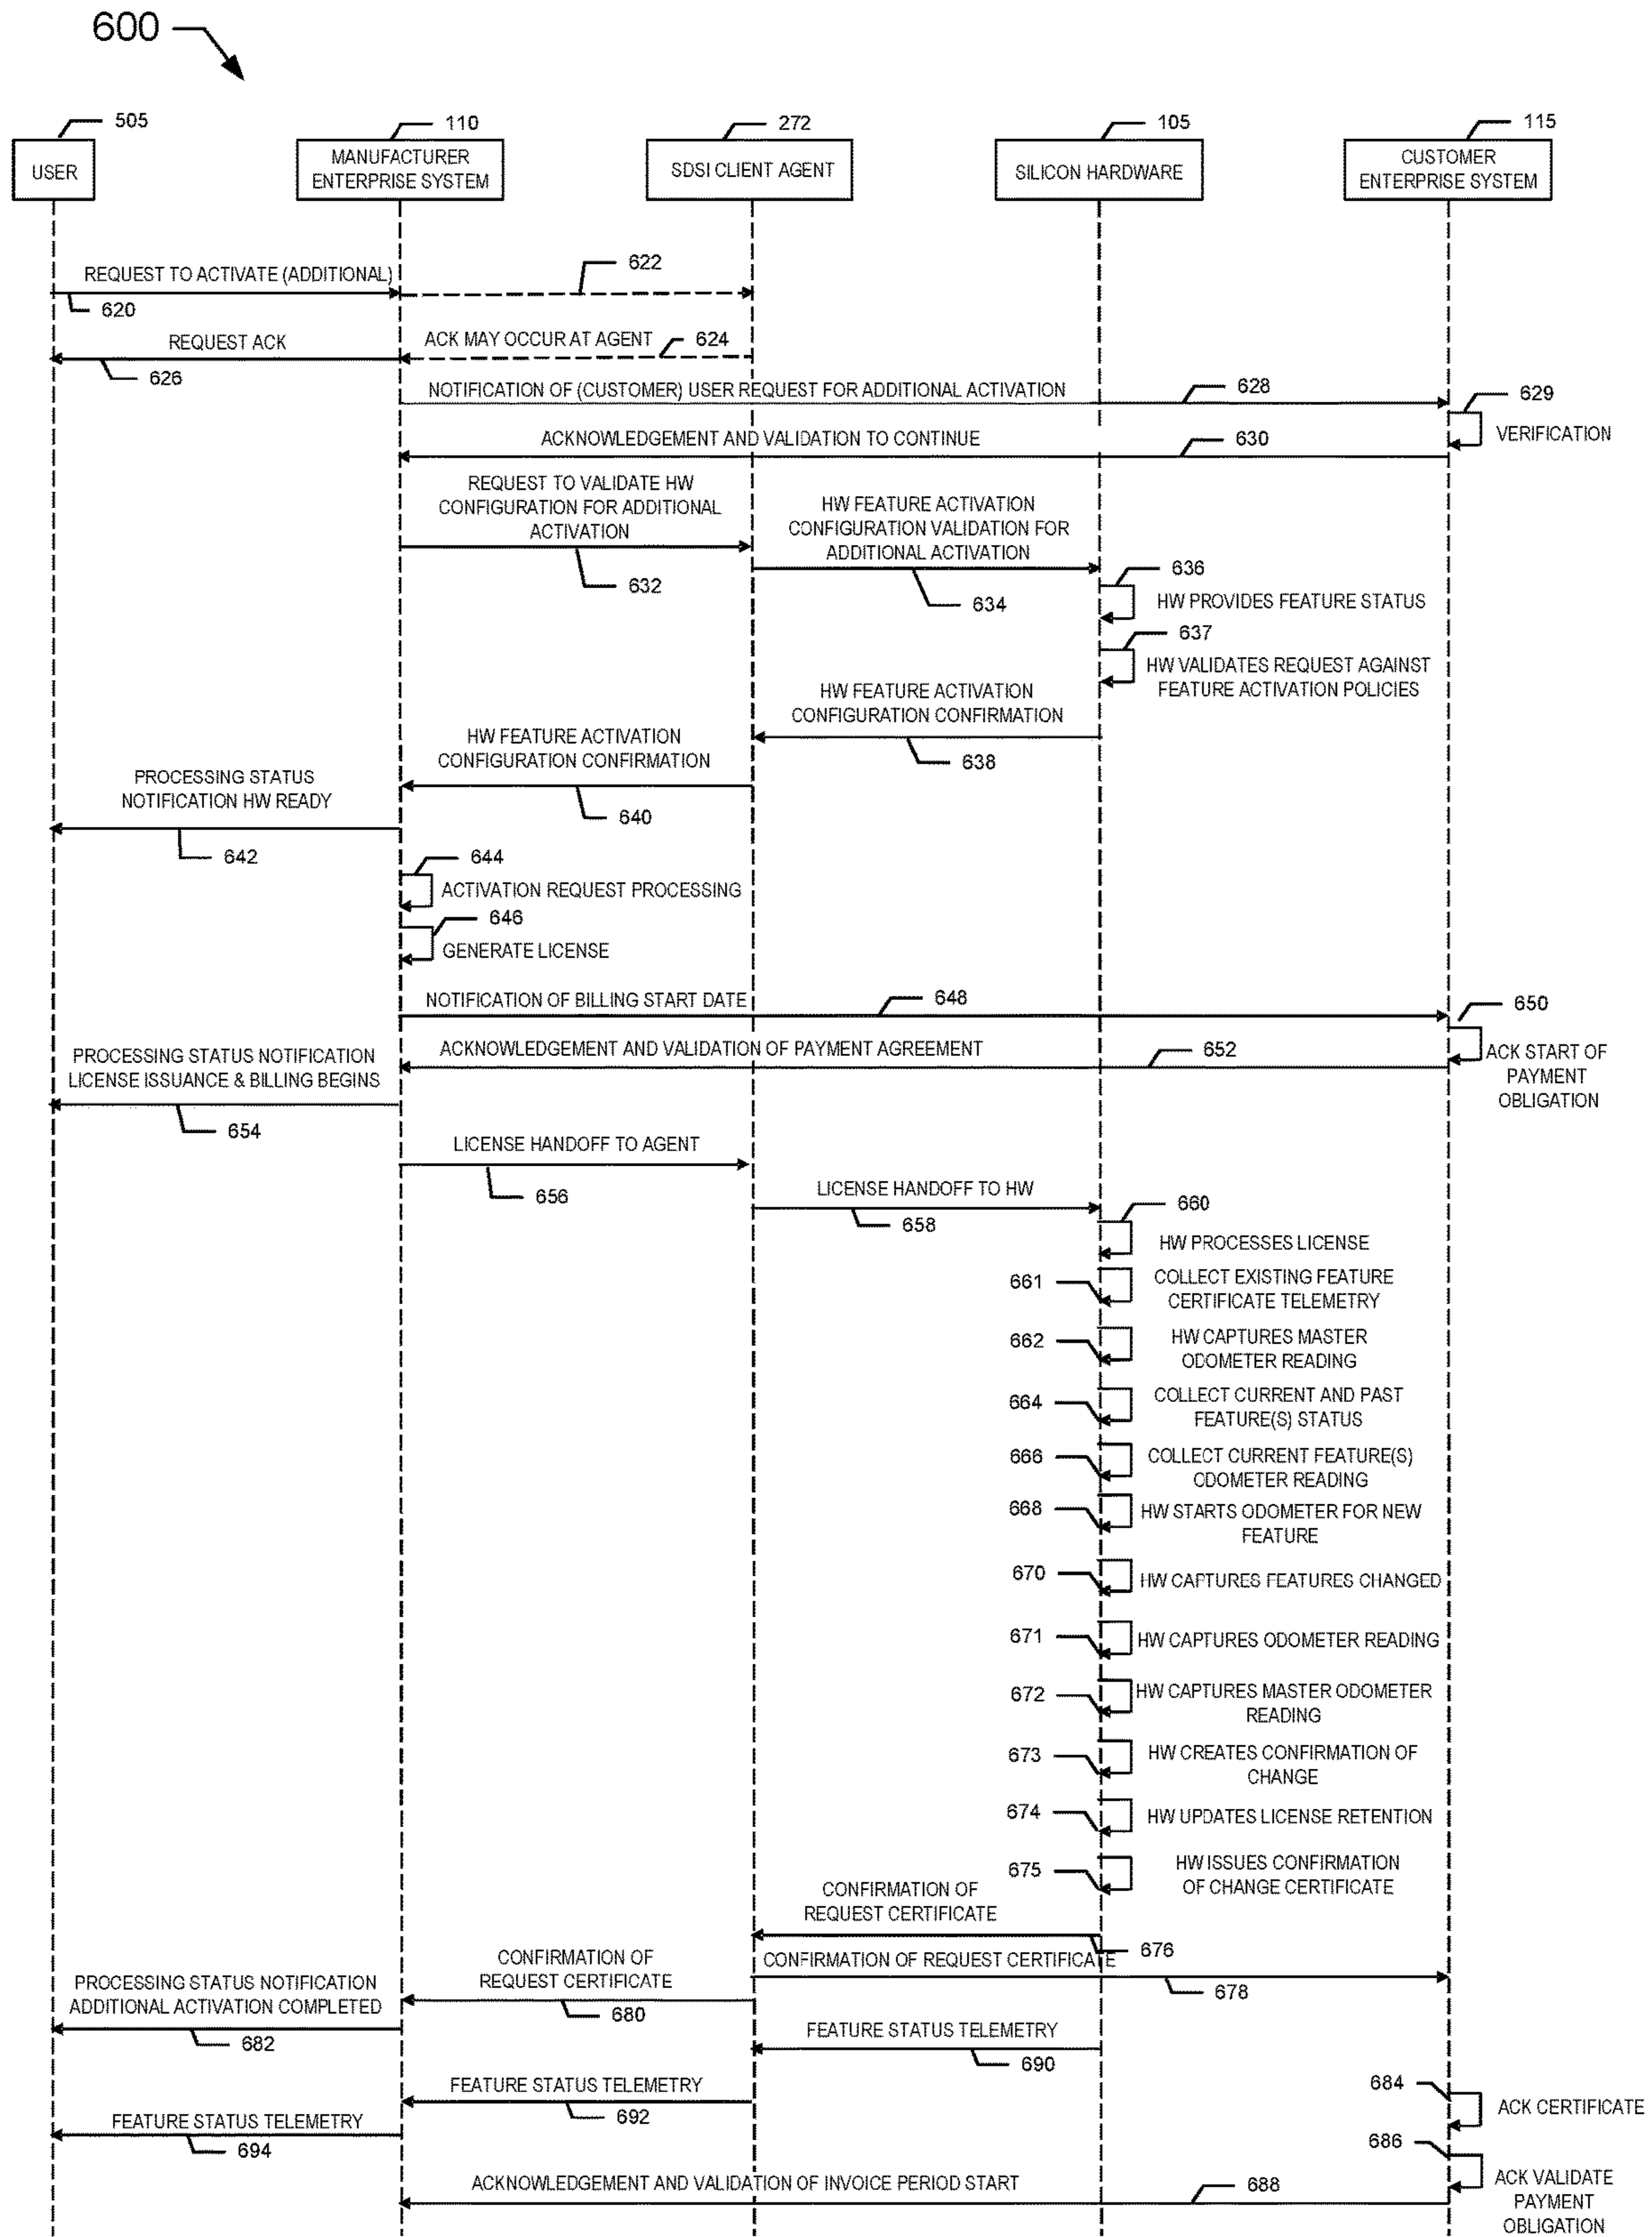 600
505
110
272
105
115
USER
MANUFACTURER
ENTERPRISE SYSTEM
SDSI CLIENT AGENT
SILICON HARDWARE
CUSTOMER
ENTERPRISE SYSTEM
REQUEST TO ACTIVATE (ADDITIONAL)
622
620
REQUEST ACK
ACK MAY OCCUR AT AGENT
624
626
NOTIFICATION OF (CUSTOMER) USER REQUEST FOR ADDITIONAL ACTIVATION
628
629
VERIFICATION
ACKNOWLEDGEMENT AND VALIDATION TO CONTINUE
630
REQUEST TO VALIDATE HW
CONFIGURATION FOR ADDITIONAL
ACTIVATION
632
HW FEATURE ACTIVATION
CONFIGURATION VALIDATION FOR
ADDITIONAL ACTIVATION
634
636
HW PROVIDES FEATURE STATUS
637
HW VALIDATES REQUEST AGAINST
FEATURE ACTIVATION POLICIES
HW FEATURE ACTIVATION
CONFIGURATION CONFIRMATION
638
HW FEATURE ACTIVATION
CONFIGURATION CONFIRMATION
640
PROCESSING STATUS
NOTIFICATION HW READY
642
644
ACTIVATION REQUEST PROCESSING
646
GENERATE LICENSE
NOTIFICATION OF BILLING START DATE
648
650
ACK START OF
PAYMENT
OBLIGATION
ACKNOWLEDGEMENT AND VALIDATION OF PAYMENT AGREEMENT
652
PROCESSING STATUS NOTIFICATION
LICENSE ISSUANCE & BILLING BEGINS
654
LICENSE HANDOFF TO AGENT
656
LICENSE HANDOFF TO HW
658
660
HW PROCESSES LICENSE
661
COLLECT EXISTING FEATURE
CERTIFICATE TELEMETRY
662
HW CAPTURES MASTER
ODOMETER READING
664
COLLECT CURRENT AND PAST
FEATURE(S) STATUS
666
COLLECT CURRENT FEATURE(S)
ODOMETER READING
668
HW STARTS ODOMETER FOR NEW
FEATURE
670
HW CAPTURES FEATURES CHANGED
671
HW CAPTURES ODOMETER READING
672
HW CAPTURES MASTER ODOMETER
READING
673
HW CREATES CONFIRMATION OF
CHANGE
674
HW UPDATES LICENSE RETENTION
675
HW ISSUES CONFIRMATION
OF CHANGE CERTIFICATE
CONFIRMATION OF
REQUEST CERTIFICATE
676
CONFIRMATION OF REQUEST CERTIFICATE
678
CONFIRMATION OF
REQUEST CERTIFICATE
680
PROCESSING STATUS NOTIFICATION
ADDITIONAL ACTIVATION COMPLETED
682
FEATURE STATUS TELEMETRY
690
FEATURE STATUS TELEMETRY
692
684
ACK CERTIFICATE
FEATURE STATUS TELEMETRY
694
686
ACK VALIDATE
PAYMENT
OBLIGATION
ACKNOWLEDGEMENT AND VALIDATION OF INVOICE PERIOD START
688